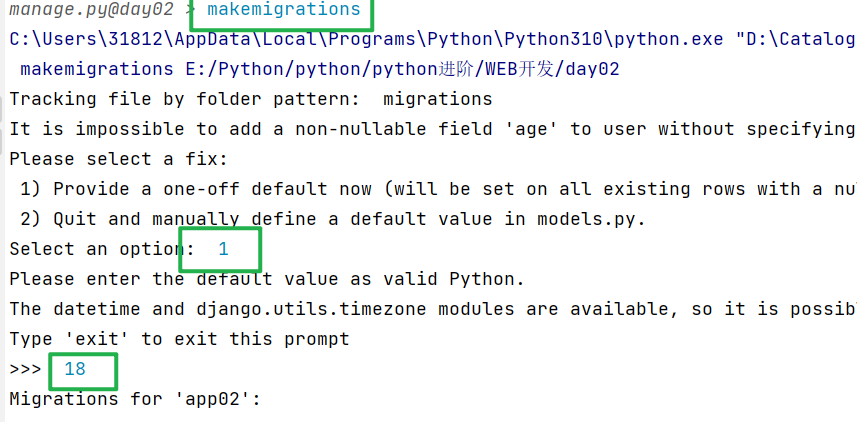 manage.py@day02 > makemigrations
C:\Users\31812\AppData\Local\Programs\Python\Python310\python.exe "D:\Catalog
makemigrations E:/Python/python/python进阶/WEB开发/day02
Tracking file by folder pattern:  migrations
It is impossible to add a non-nullable field 'age' to user without specifying
Please select a fix:
 1) Provide a one-off default now (will be set on all existing rows with a nu
 2) Quit and manually define a default value in models.py.
Select an option:  1
Please enter the default value as valid Python.
The datetime and django.utils.timezone modules are available, so it is possib
Type 'exit' to exit this prompt
>>>  18
Migrations for 'app02':